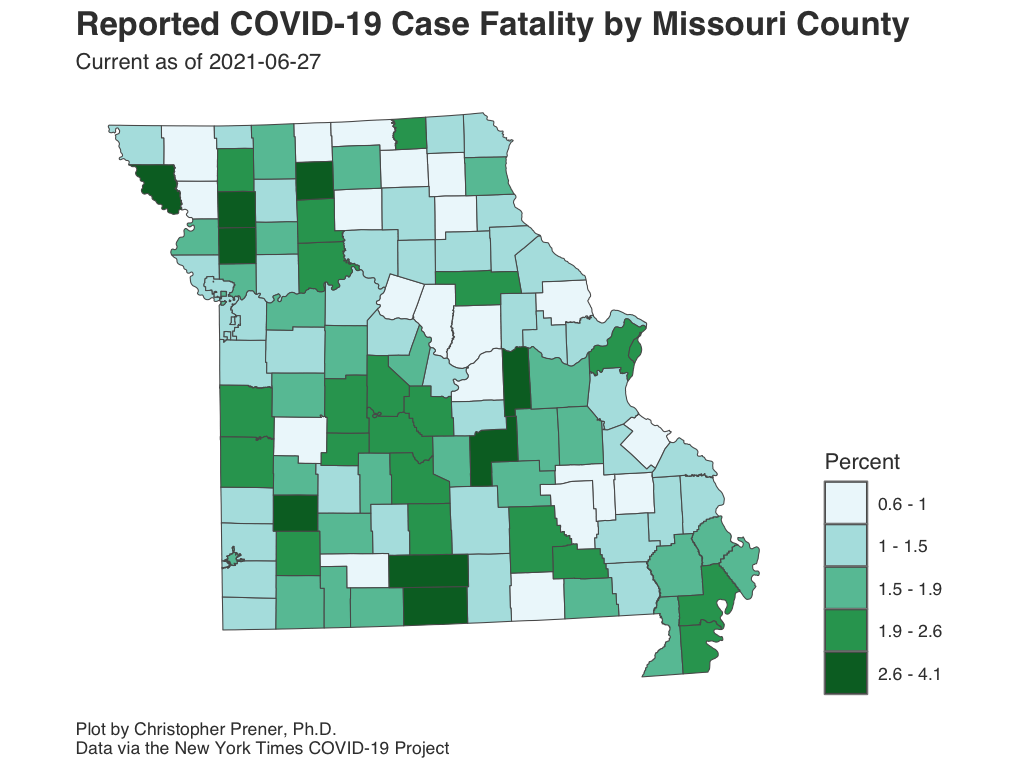 Reported COVID-19 Case Fatality by Missouri County
Current as of 2021-06-27
Percent
0.6 - 1
1 - 1.5
1.5 - 1.9
1.9 - 2.6
2.6 - 4.1
Plot by Christopher Prener, Ph.D.
Data via the New York Times COVID-19 Project